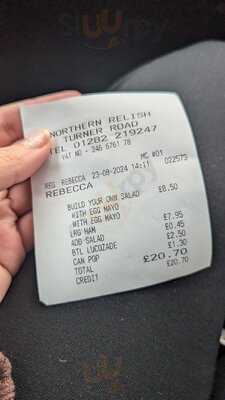 NORTHERN RELISH
TURNER ROAD
TEL 01282 219247
VAT NO - 346 6761 78
REG REBECCA 23-08-2024 14:11 MC #01 022573
REBECCA
BUILD YOUR OWN SALAD £8.50
WITH EGG MAYO
WITH EGG MAYO
LRG HAM £7.95
ADD SALAD £0.45
BTL LUCOZADE £2.50
CAN POP £1.30
TOTAL £20.70
CREDIT £20.70